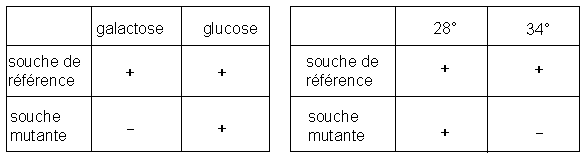 galactose glucose
souche de
référence + +
souche
mutante – +
28° 34°
souche de
référence + +
souche
mutante + –